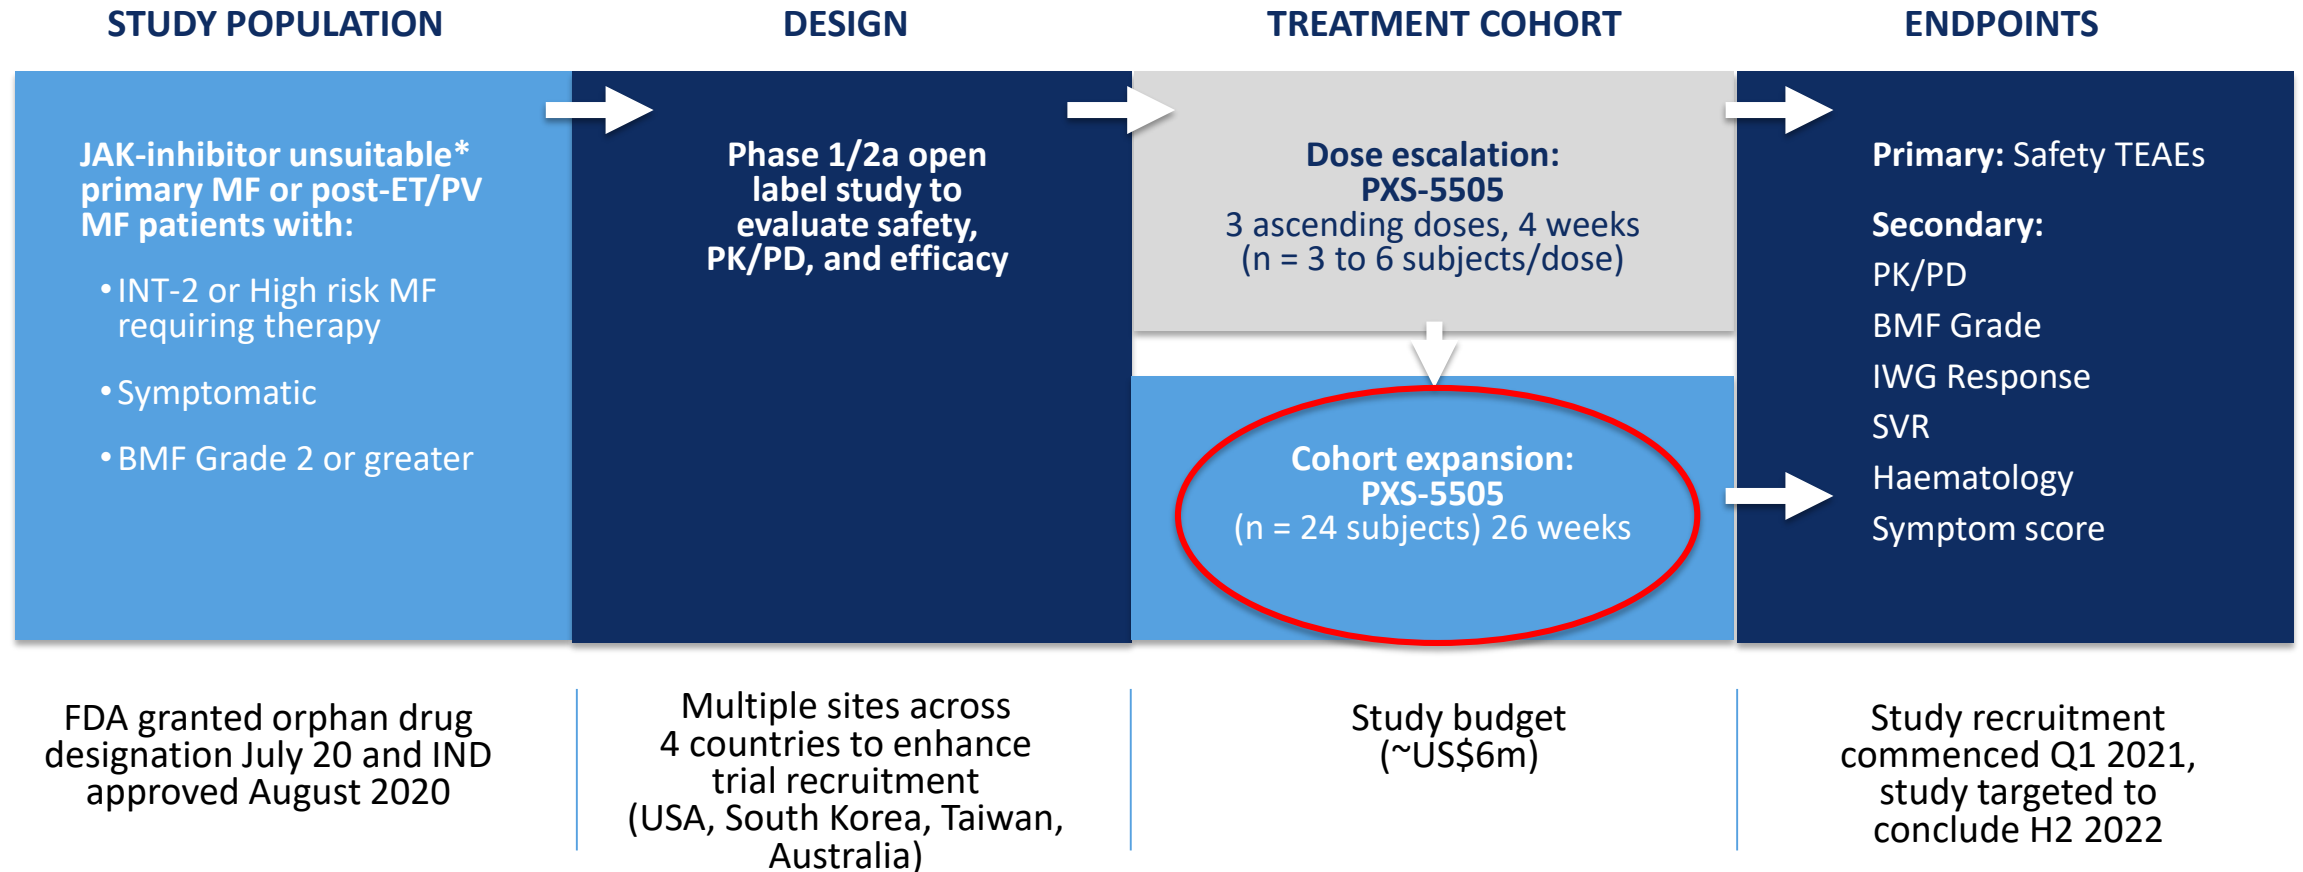 STUDY POPULATION
JAK-inhibitor unsuitable*
primary MF or post-ET/PV
MF patients with:
• INT-2 or High risk MF
requiring therapy
• Symptomatic
• BMF Grade 2 or greater
FDA granted orphan drug
designation July 20 and IND
approved August 2020
DESIGN
Phase 1/2a open
label study to
evaluate safety,
PK/PD, and efficacy
Multiple sites across
4 countries to enhance
trial recruitment
(USA, South Korea, Taiwan,
Australia)
TREATMENT COHORT
Dose escalation:
PXS-5505
3 ascending doses, 4 weeks
(n = 3 to 6 subjects/dose)
Cohort expansion:
PXS-5505
(n = 24 subjects) 26 weeks
Study budget
(~US$6m)
ENDPOINTS
Primary: Safety TEAEs
Secondary:
PK/PD
BMF Grade
IWG Response
SVR
Haematology
Symptom score
Study recruitment
commenced Q1 2021,
study targeted to
conclude H2 2022